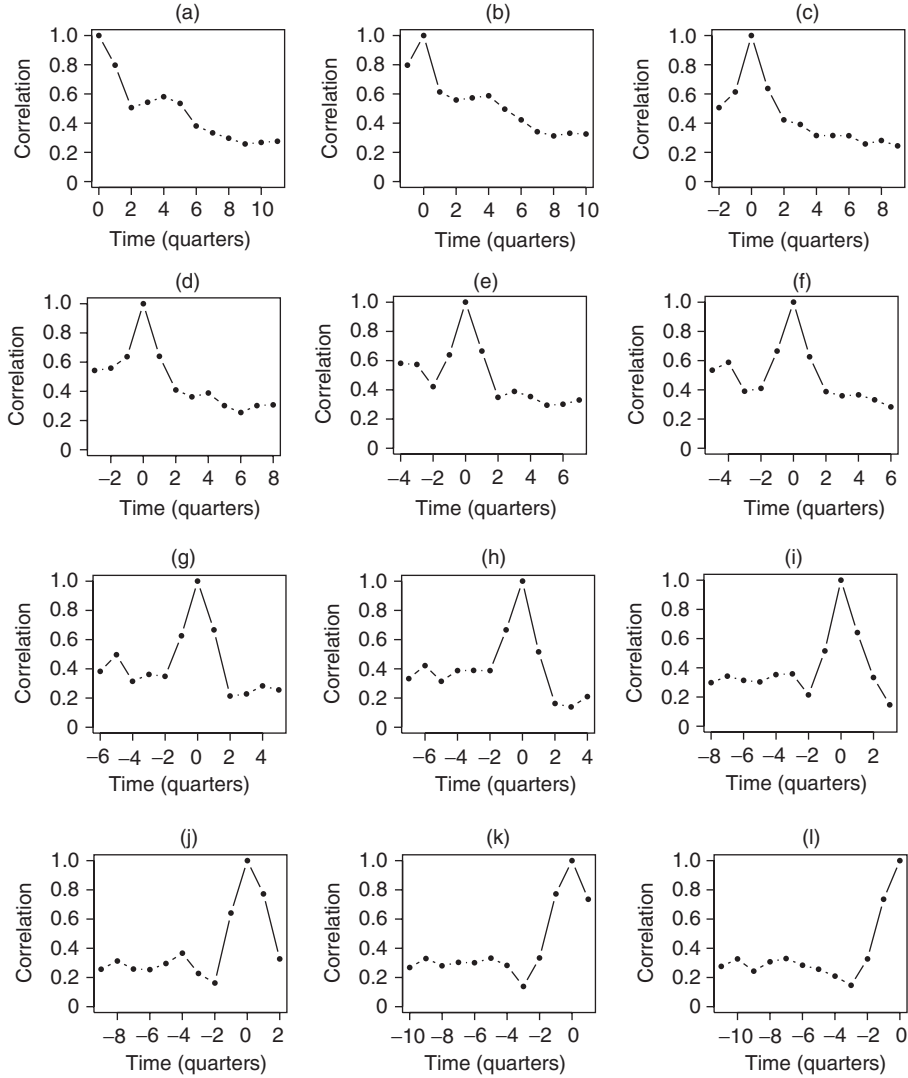 (a) (b) (c)
1.0 1.0 1.0
0.8 0.8 0.8
0.6 0.6 0.6
0.4 0.4 0.4
0.2 0.2 0.2
0 0 0
Correlation Correlation Correlation
0 2 4 6 8 10 0 2 4 6 8 10 −2 0 2 4 6 8
Time (quarters) Time (quarters) Time (quarters)
(d) (e) (f)
1.0 1.0 1.0
0.8 0.8 0.8
0.6 0.6 0.6
0.4 0.4 0.4
0.2 0.2 0.2
0 0 0
Correlation Correlation Correlation
−2 0 2 4 6 8 −4 −2 0 2 4 6 −4 −2 0 2 4 6
Time (quarters) Time (quarters) Time (quarters)
(g) (h) (i)
1.0 1.0 1.0
0.8 0.8 0.8
0.6 0.6 0.6
0.4 0.4 0.4
0.2 0.2 0.2
0 0 0
Correlation Correlation Correlation
−6 −4 −2 0 2 4 −6 −4 −2 0 2 4 −8 −6 −4 −2 0 2
Time (quarters) Time (quarters) Time (quarters)
(j) (k) (l)
1.0 1.0 1.0
0.8 0.8 0.8
0.6 0.6 0.6
0.4 0.4 0.4
0.2 0.2 0.2
0 0 0
Correlation Correlation Correlation
−8 −6 −4 −2 0 2 −10 −8 −6 −4 −2 0 −10 −8 −6 −4 −2 0
Time (quarters) Time (quarters) Time (quarters)